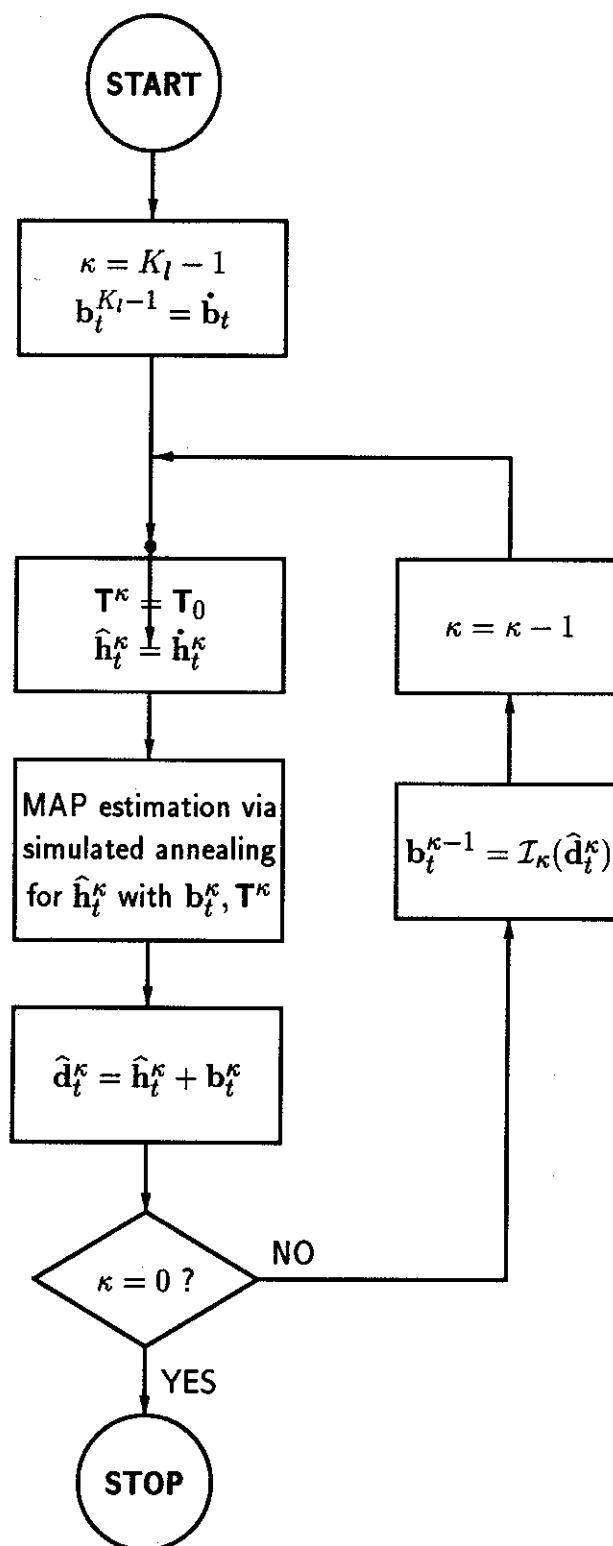 START
κ = K_l − 1
b_t^{K_l−1} = ḃ_t
T^κ = T_0
ĥ_t^κ = ḣ_t^κ
κ = κ − 1
MAP estimation via
simulated annealing
for ĥ_t^κ with b_t^κ, T^κ
b_t^{κ−1} = 𝓘_κ(d̂_t^κ)
d̂_t^κ = ĥ_t^κ + b_t^κ
κ = 0 ?
NO
YES
STOP